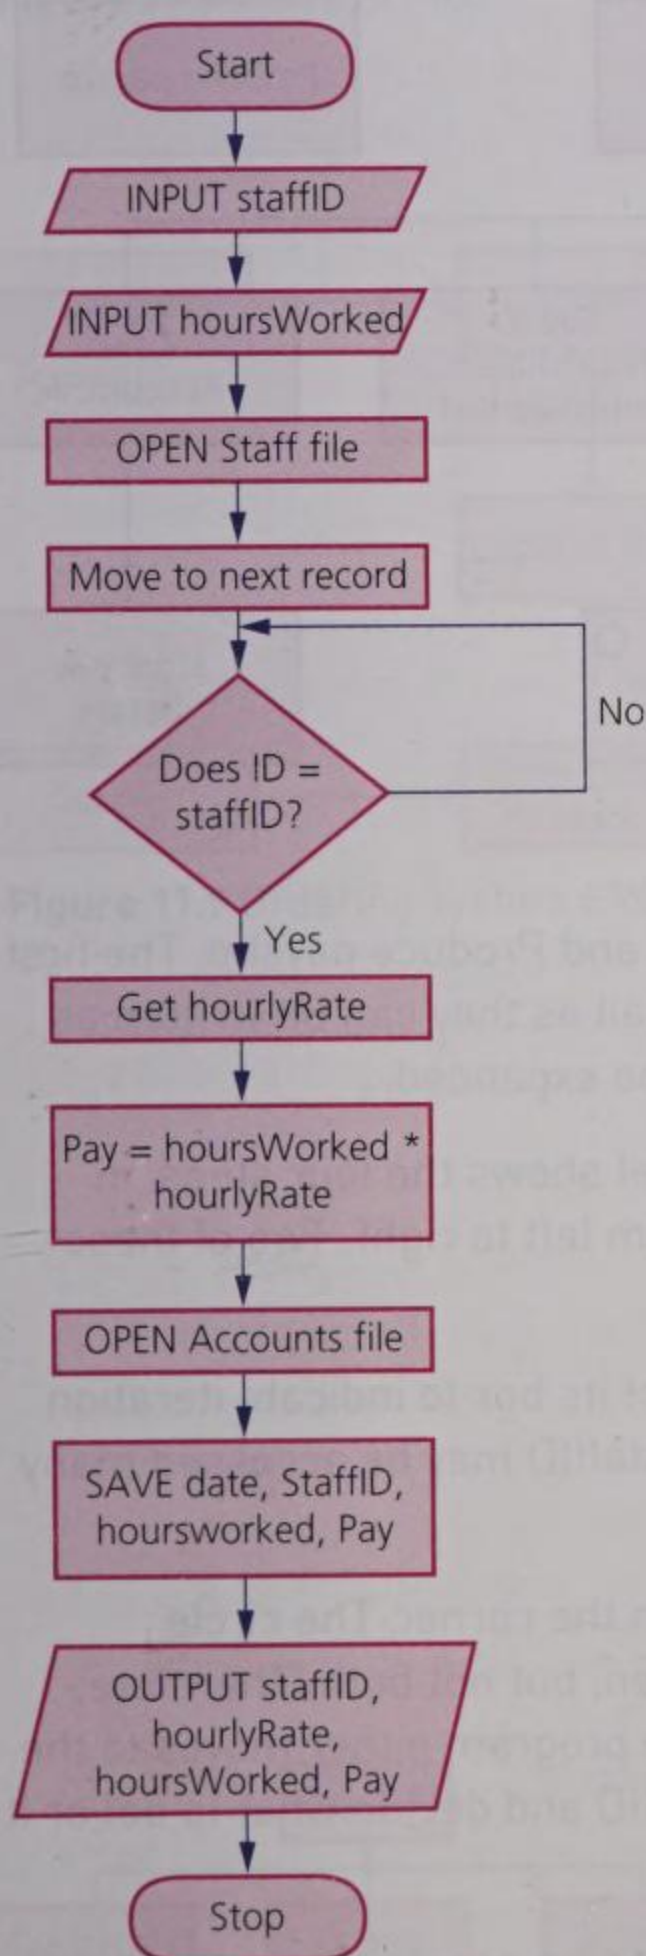 Start
INPUT staffID
INPUT hoursWorked
OPEN Staff file
Move to next record
No
Does ID =
staffID?
Yes
Get hourlyRate
Pay = hoursWorked *
hourlyRate
OPEN Accounts file
SAVE date, StaffID,
hoursworked, Pay
OUTPUT staffID,
hourlyRate,
hoursWorked, Pay
Stop